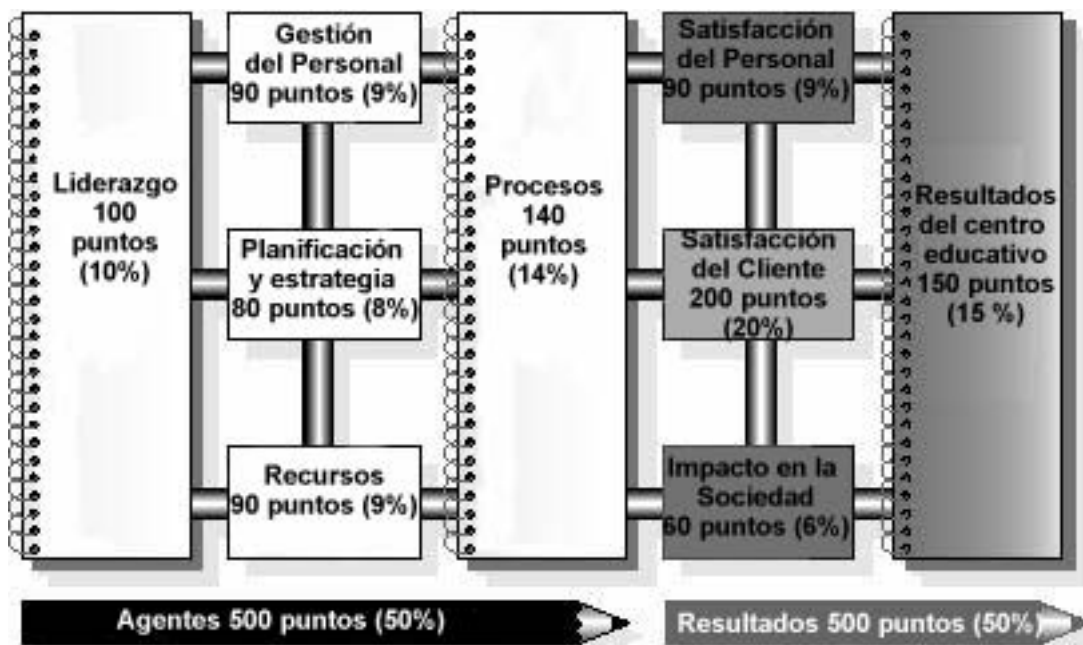 Liderazgo
100
puntos
(10%)
Gestión
del Personal
90 puntos (9%)
Planificación
y estrategia
80 puntos (8%)
Recursos
90 puntos (9%)
Procesos
140
puntos
(14%)
Satisfacción
del Personal
90 puntos (9%)
Satisfacción
del Cliente
200 puntos
(20%)
Impacto en la
Sociedad
60 puntos (6%)
Resultados
del centro
educativo
150 puntos
(15 %)
Agentes 500 puntos (50%)
Resultados 500 puntos (50%)